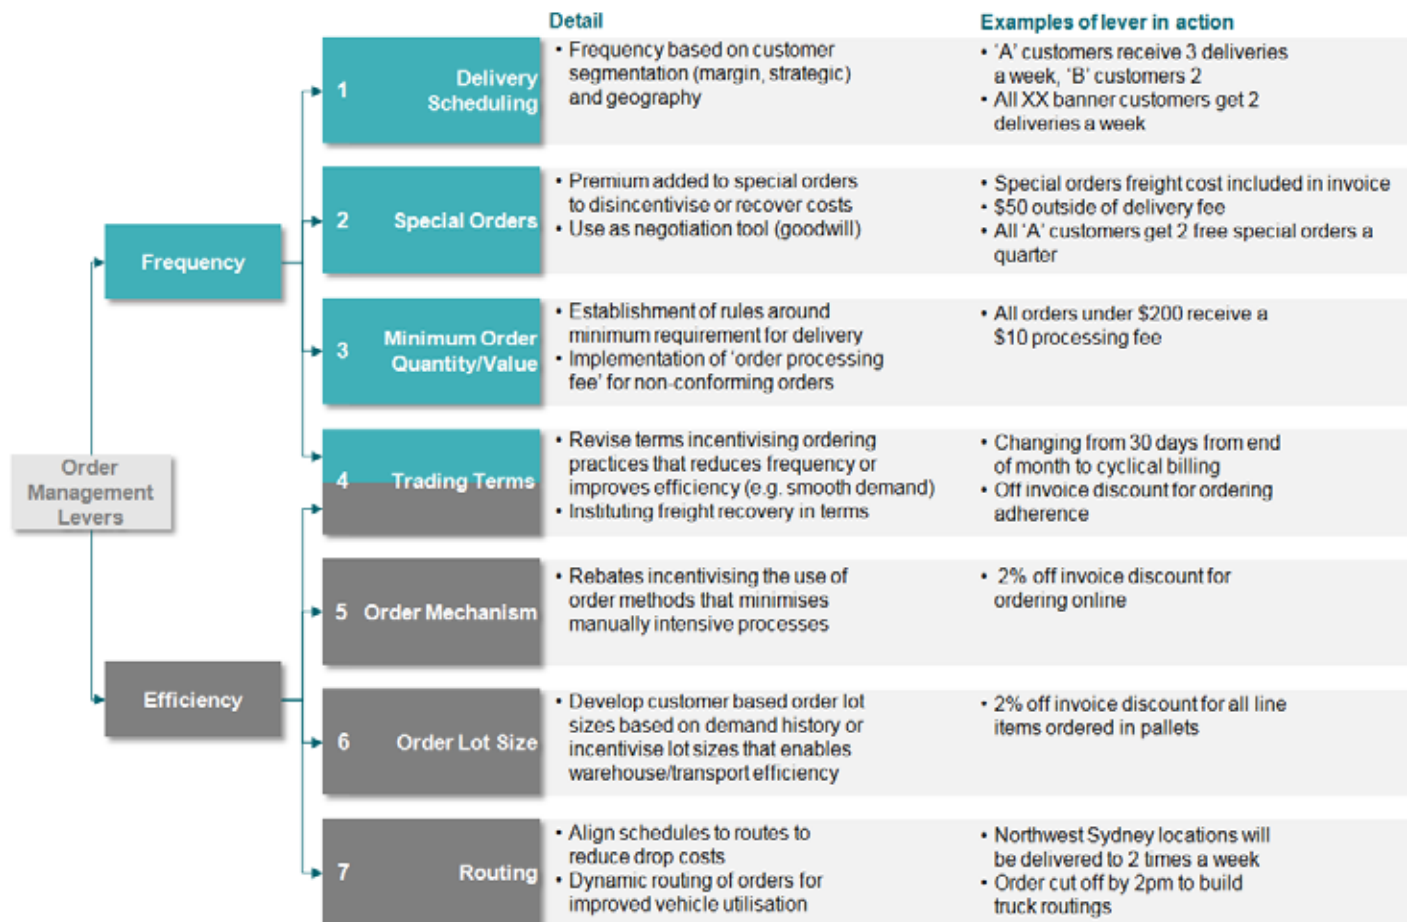 Detail
Examples of lever in action
Order
Management
Levers
Frequency
Efficiency
1
Delivery
Scheduling
• Frequency based on customer
segmentation (margin, strategic)
and geography
• ‘A’ customers receive 3 deliveries
a week, ‘B’ customers 2
• All XX banner customers get 2
deliveries a week
2
Special Orders
• Premium added to special orders
to disincentivise or recover costs
• Use as negotiation tool (goodwill)
• Special orders freight cost included in invoice
• $50 outside of delivery fee
• All ‘A’ customers get 2 free special orders a
quarter
3
Minimum Order
Quantity/Value
• Establishment of rules around
minimum requirement for delivery
• Implementation of ‘order processing
fee’ for non-conforming orders
• All orders under $200 receive a
$10 processing fee
4
Trading Terms
• Revise terms incentivising ordering
practices that reduces frequency or
improves efficiency (e.g. smooth demand)
• Instituting freight recovery in terms
• Changing from 30 days from end
of month to cyclical billing
• Off invoice discount for ordering
adherence
5
Order Mechanism
• Rebates incentivising the use of
order methods that minimises
manually intensive processes
• 2% off invoice discount for
ordering online
6
Order Lot Size
• Develop customer based order lot
sizes based on demand history or
incentivise lot sizes that enables
warehouse/transport efficiency
• 2% off invoice discount for all line
items ordered in pallets
7
Routing
• Align schedules to routes to
reduce drop costs
• Dynamic routing of orders for
improved vehicle utilisation
• Northwest Sydney locations will
be delivered to 2 times a week
• Order cut off by 2pm to build
truck routings